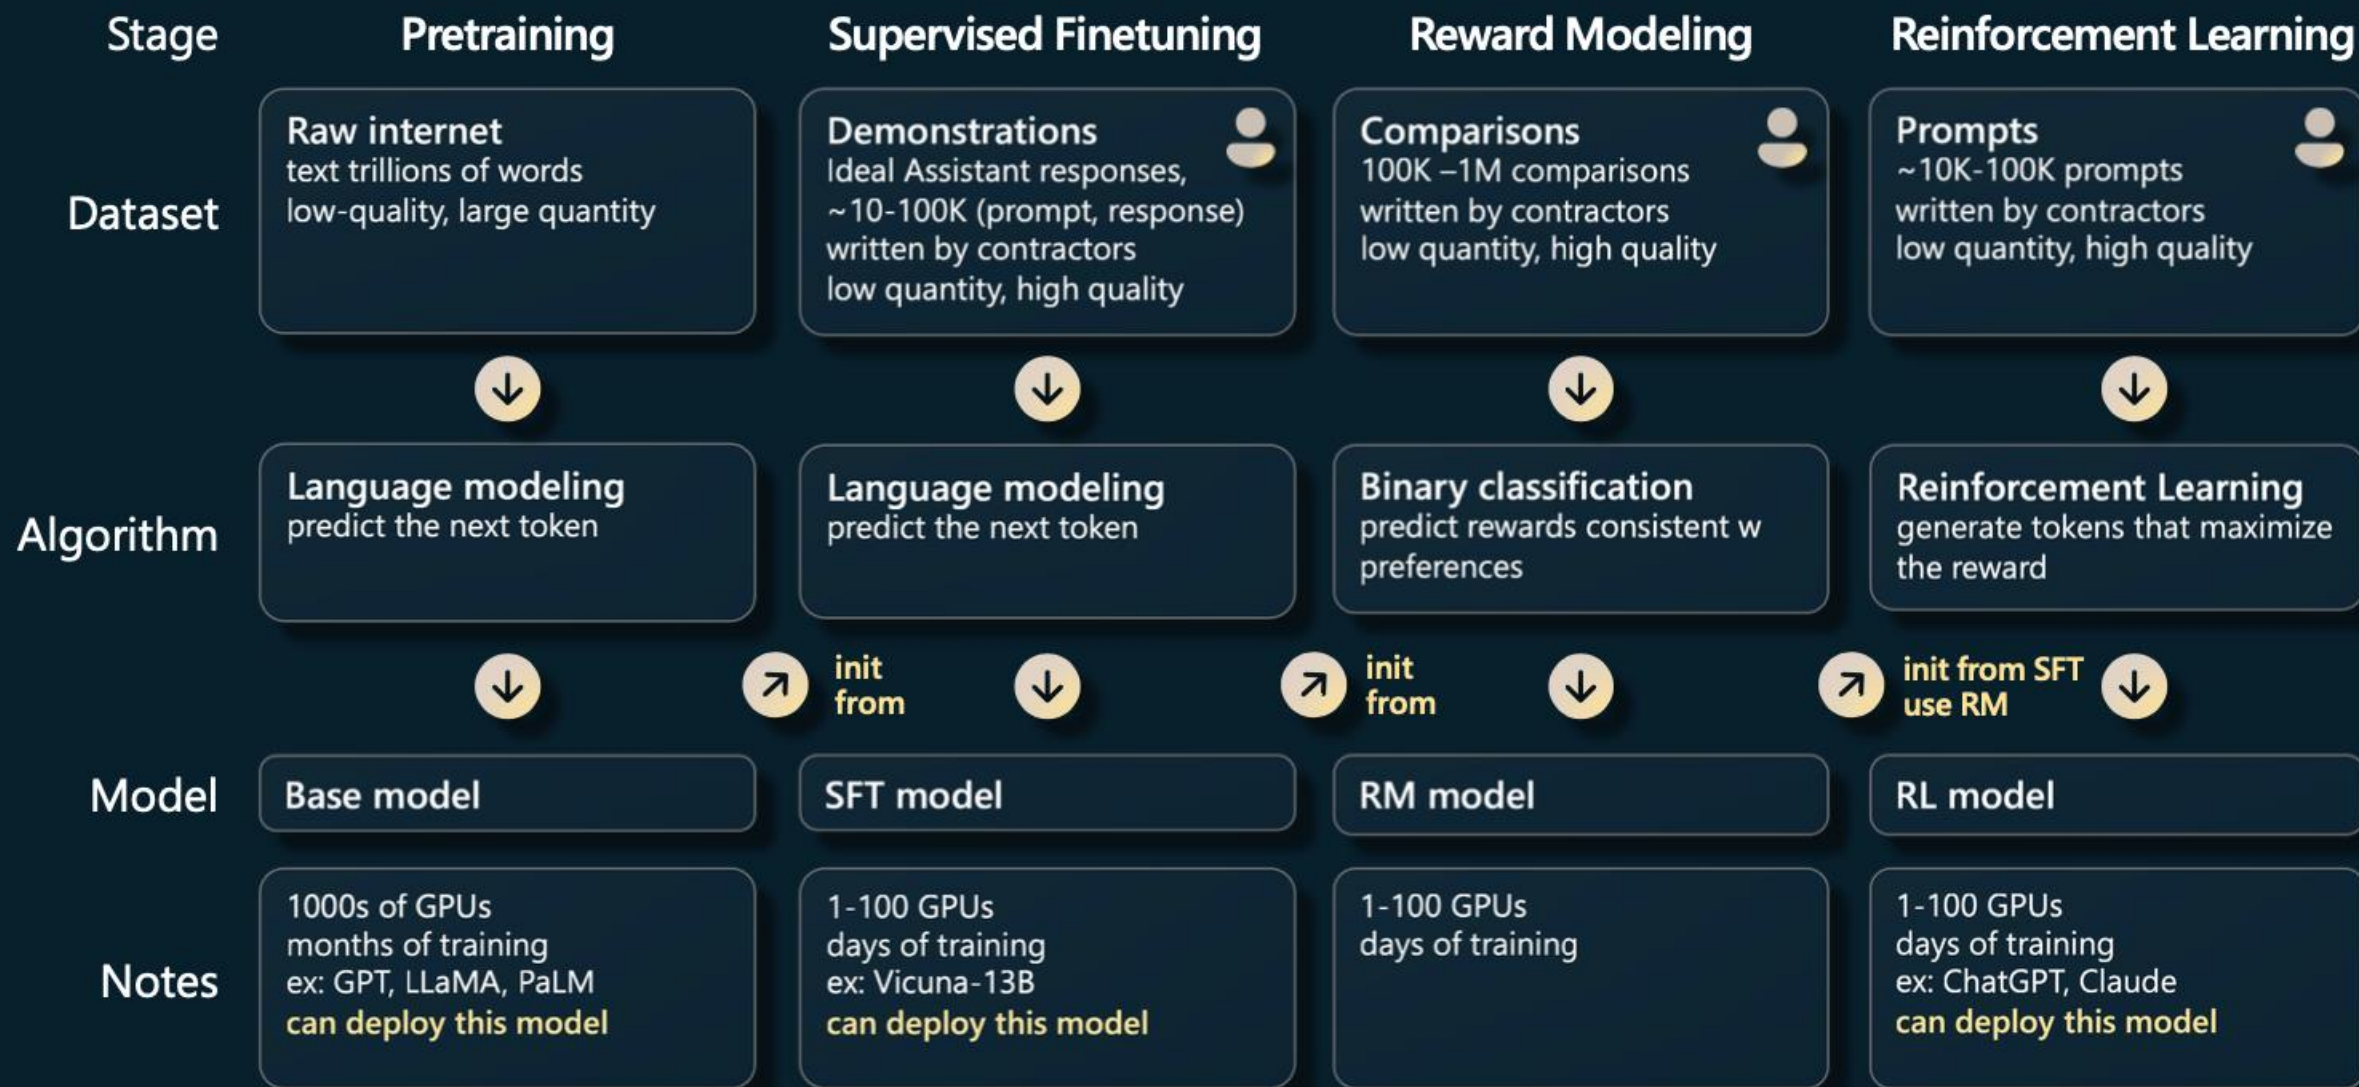 Stage
Pretraining
Supervised Finetuning
Reward Modeling
Reinforcement Learning
Dataset
Raw internet
text trillions of words
low-quality, large quantity
Demonstrations
Ideal Assistant responses,
~10-100K (prompt, response)
written by contractors
low quantity, high quality
Comparisons
100K –1M comparisons
written by contractors
low quantity, high quality
Prompts
~10K-100K prompts
written by contractors
low quantity, high quality
Algorithm
Language modeling
predict the next token
Language modeling
predict the next token
Binary classification
predict rewards consistent w
preferences
Reinforcement Learning
generate tokens that maximize
the reward
init
from
init
from
init from SFT
use RM
Model
Base model
SFT model
RM model
RL model
Notes
1000s of GPUs
months of training
ex: GPT, LLaMA, PaLM
can deploy this model
1-100 GPUs
days of training
ex: Vicuna-13B
can deploy this model
1-100 GPUs
days of training
1-100 GPUs
days of training
ex: ChatGPT, Claude
can deploy this model